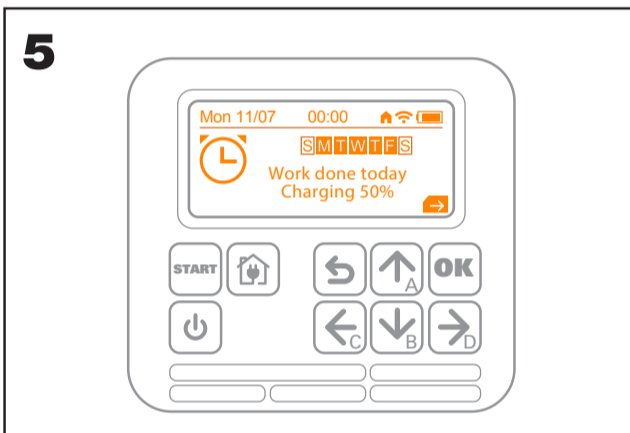 5
Mon 11/07 00:00
SMTWTFS
Work done today
Charging 50%
START
A
OK
C
B
D